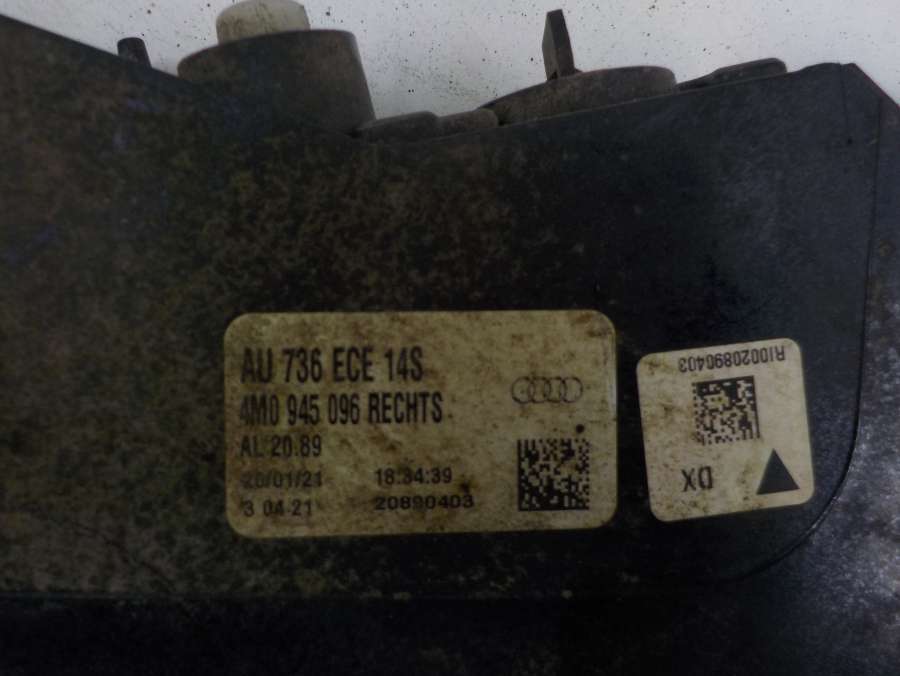 AU 736 ECE 14S
4M0 945 096 RECHTS
AL 20.89
20/01/21 18:34:39
3 04.21 20890403
RI0020890403
DX